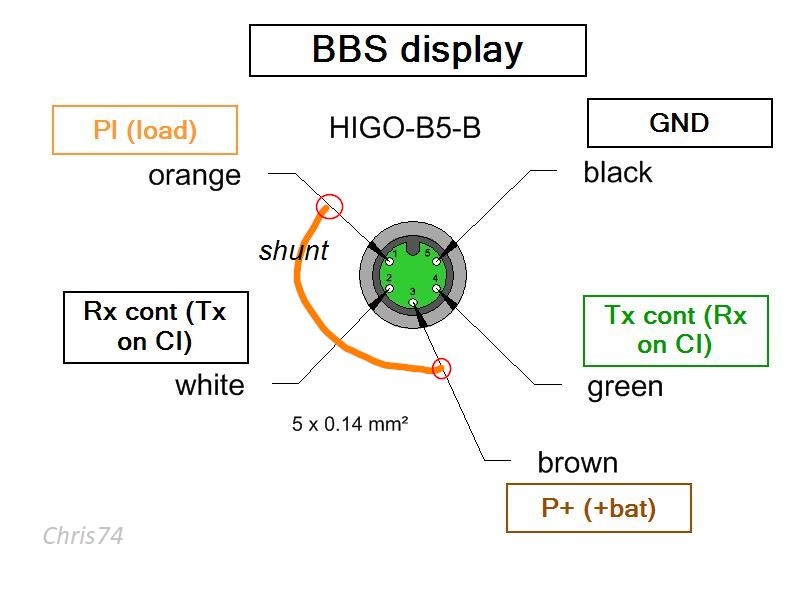 BBS display
PI (load)
HIGO-B5-B
GND
orange
black
shunt
1
5
2
4
3
Rx cont (Tx
on CI)
Tx cont (Rx
on CI)
white
green
5 x 0.14 mm²
brown
P+ (+bat)
Chris74